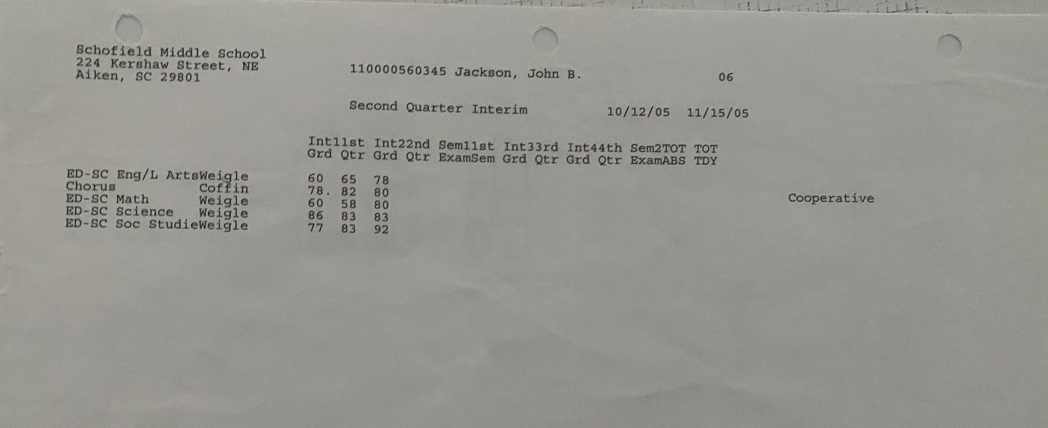 Schofield Middle School
224 Kershaw Street, NE
Aiken, SC 29801
110000560345 Jackson, John B. 06
Second Quarter Interim 10/12/05 11/15/05
Int11st Int22nd Sem11st Int33rd Int44th Sem2TOT TOT
Grd Qtr Grd Qtr ExamSem Grd Qtr Grd Qtr ExamABS TDY
ED-SC Eng/L ArtsWeigle 60 65 78
Chorus Coffin 78. 82 80 Cooperative
ED-SC Math Weigle 60 58 80
ED-SC Science Weigle 86 83 83
ED-SC Soc StudieWeigle 77 83 92